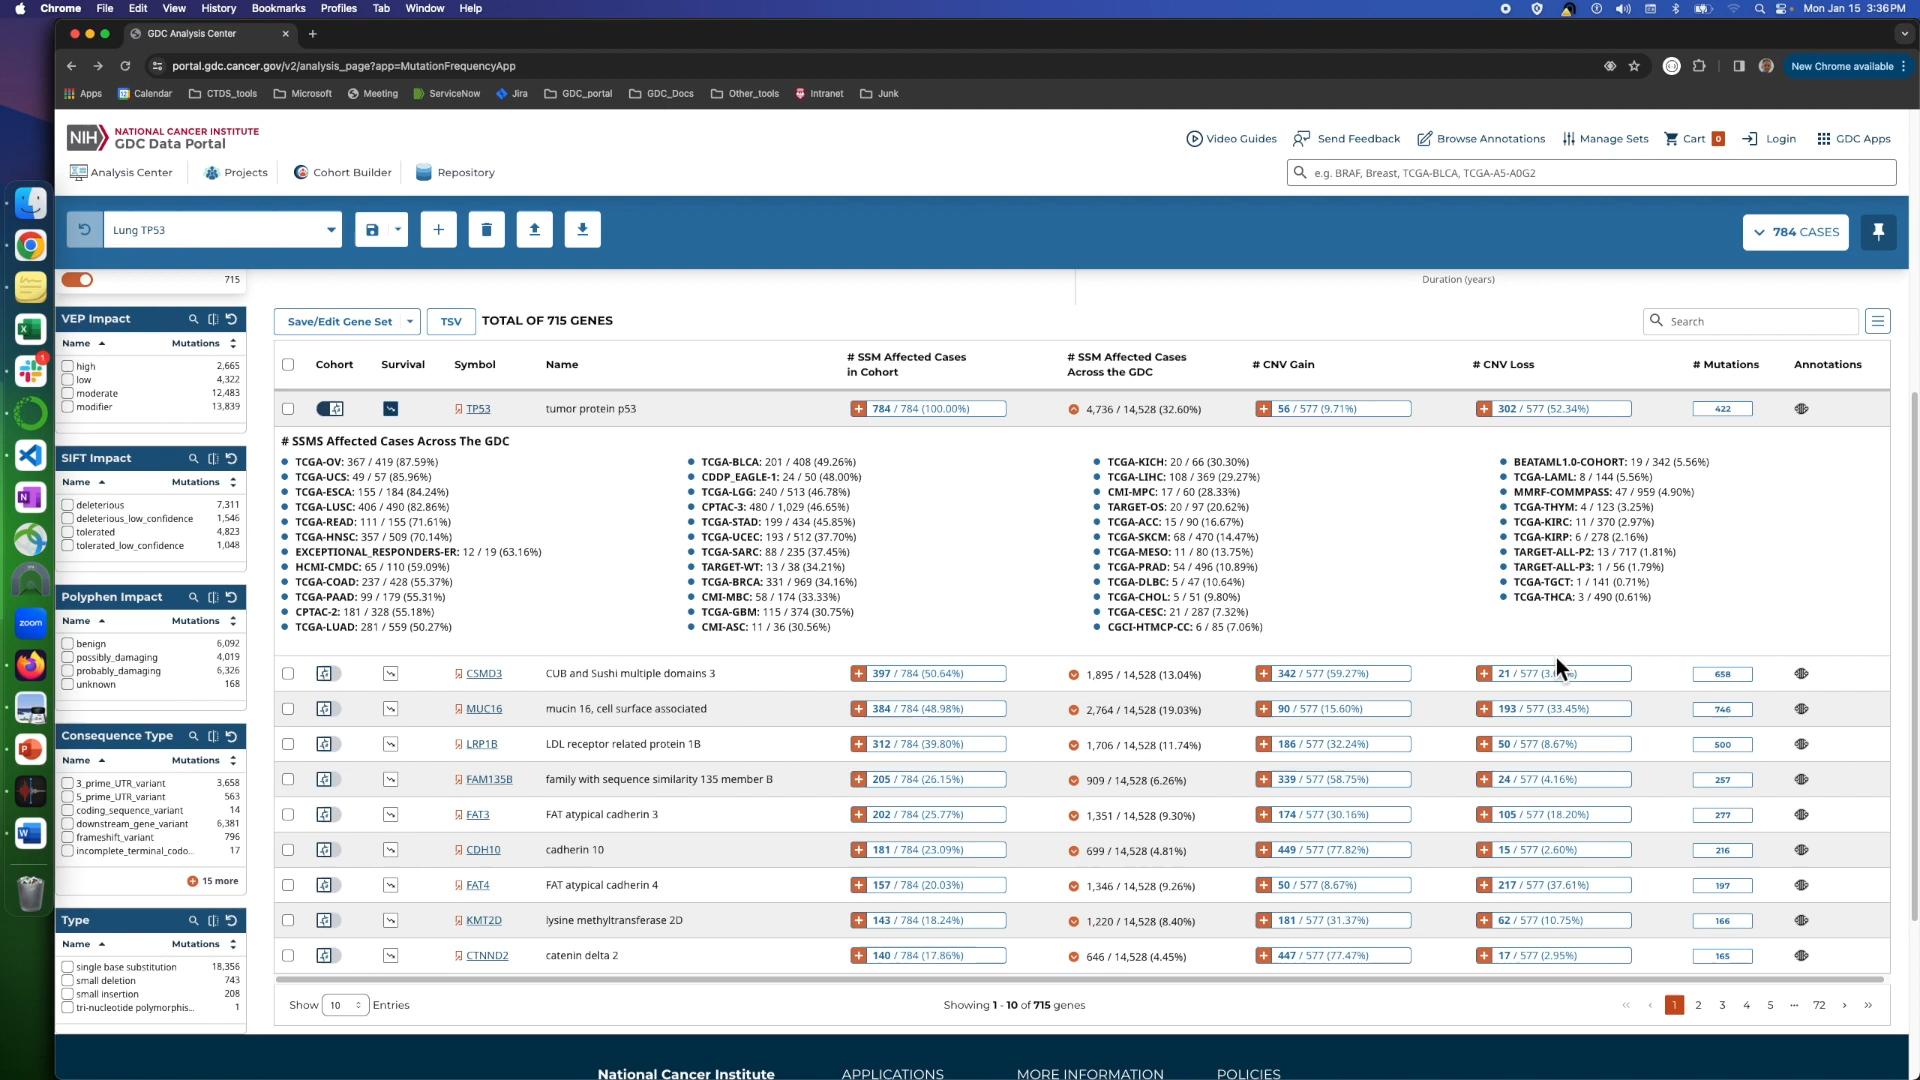 Chrome File Edit View History Bookmarks Profiles Tab Window Help Mon Jan 15 3:36PM
GDC Analysis Center
portal.gdc.cancer.gov/v2/analysis_page?app=MutationFrequencyApp New Chrome available
Apps Calendar CTDS_tools Microsoft Meeting ServiceNow Jira GDC_portal GDC_Docs Other_tools Intranet Junk
NIH NATIONAL CANCER INSTITUTE
GDC Data Portal
Video Guides Send Feedback Browse Annotations Manage Sets Cart 0 Login GDC Apps
Analysis Center Projects Cohort Builder Repository e.g. BRAF, Breast, TCGA-BLCA, TCGA-A5-A0G2
Lung TP53 784 CASES
715 Duration (years)
VEP Impact
Name Mutations
high 2,665
low 4,322
moderate 12,483
modifier 13,839
SIFT Impact
Name Mutations
deleterious 7,311
deleterious_low_confidence 1,546
tolerated 4,823
tolerated_low_confidence 1,048
Polyphen Impact
Name Mutations
benign 6,092
possibly_damaging 4,019
probably_damaging 6,326
unknown 168
Consequence Type
Name Mutations
3_prime_UTR_variant 3,658
5_prime_UTR_variant 563
coding_sequence_variant 14
downstream_gene_variant 6,381
frameshift_variant 796
incomplete_terminal_codo... 17
15 more
Type
Name Mutations
single base substitution 18,356
small deletion 743
small insertion 208
tri-nucleotide polymorphis... 1
Save/Edit Gene Set TSV TOTAL OF 715 GENES Search
Cohort Survival Symbol Name # SSM Affected Cases in Cohort # SSM Affected Cases Across the GDC # CNV Gain # CNV Loss # Mutations Annotations
TP53 tumor protein p53 784 / 784 (100.00%) 4,736 / 14,528 (32.60%) 56 / 577 (9.71%) 302 / 577 (52.34%) 422
# SSMS Affected Cases Across The GDC
TCGA-OV: 367 / 419 (87.59%)
TCGA-UCS: 49 / 57 (85.96%)
TCGA-ESCA: 155 / 184 (84.24%)
TCGA-LUSC: 406 / 490 (82.86%)
TCGA-READ: 111 / 155 (71.61%)
TCGA-HNSC: 357 / 509 (70.14%)
EXCEPTIONAL_RESPONDERS-ER: 12 / 19 (63.16%)
HCMI-CMDC: 65 / 110 (59.09%)
TCGA-COAD: 237 / 428 (55.37%)
TCGA-PAAD: 99 / 179 (55.31%)
CPTAC-2: 181 / 328 (55.18%)
TCGA-LUAD: 281 / 559 (50.27%)
TCGA-BLCA: 201 / 408 (49.26%)
CDDP_EAGLE-1: 24 / 50 (48.00%)
TCGA-LGG: 240 / 513 (46.78%)
CPTAC-3: 480 / 1,029 (46.65%)
TCGA-STAD: 199 / 434 (45.85%)
TCGA-UCEC: 193 / 512 (37.70%)
TCGA-SARC: 88 / 235 (37.45%)
TARGET-WT: 13 / 38 (34.21%)
TCGA-BRCA: 331 / 969 (34.16%)
CMI-MBC: 58 / 174 (33.33%)
TCGA-GBM: 115 / 374 (30.75%)
CMI-ASC: 11 / 36 (30.56%)
TCGA-KICH: 20 / 66 (30.30%)
TCGA-LIHC: 108 / 369 (29.27%)
CMI-MPC: 17 / 60 (28.33%)
TARGET-OS: 20 / 97 (20.62%)
TCGA-ACC: 15 / 90 (16.67%)
TCGA-SKCM: 68 / 470 (14.47%)
TCGA-MESO: 11 / 80 (13.75%)
TCGA-PRAD: 54 / 496 (10.89%)
TCGA-DLBC: 5 / 47 (10.64%)
TCGA-CHOL: 5 / 51 (9.80%)
TCGA-CESC: 21 / 287 (7.32%)
CGCI-HTMCP-CC: 6 / 85 (7.06%)
BEATAML1.0-COHORT: 19 / 342 (5.56%)
TCGA-LAML: 8 / 144 (5.56%)
MMRF-COMMPASS: 47 / 959 (4.90%)
TCGA-THYM: 4 / 123 (3.25%)
TCGA-KIRC: 11 / 370 (2.97%)
TCGA-KIRP: 6 / 278 (2.16%)
TARGET-ALL-P2: 13 / 717 (1.81%)
TARGET-ALL-P3: 1 / 56 (1.79%)
TCGA-TGCT: 1 / 141 (0.71%)
TCGA-THCA: 3 / 490 (0.61%)
CSMD3 CUB and Sushi multiple domains 3 397 / 784 (50.64%) 1,895 / 14,528 (13.04%) 342 / 577 (59.27%) 21 / 577 658
MUC16 mucin 16, cell surface associated 384 / 784 (48.98%) 2,764 / 14,528 (19.03%) 90 / 577 (15.60%) 193 / 577 (33.45%) 746
LRP1B LDL receptor related protein 1B 312 / 784 (39.80%) 1,706 / 14,528 (11.74%) 186 / 577 (32.24%) 50 / 577 (8.67%) 500
FAM135B family with sequence similarity 135 member B 205 / 784 (26.15%) 909 / 14,528 (6.26%) 339 / 577 (58.75%) 24 / 577 (4.16%) 257
FAT3 FAT atypical cadherin 3 202 / 784 (25.77%) 1,351 / 14,528 (9.30%) 174 / 577 (30.16%) 105 / 577 (18.20%) 277
CDH10 cadherin 10 181 / 784 (23.09%) 699 / 14,528 (4.81%) 449 / 577 (77.82%) 15 / 577 (2.60%) 216
FAT4 FAT atypical cadherin 4 157 / 784 (20.03%) 1,346 / 14,528 (9.26%) 50 / 577 (8.67%) 217 / 577 (37.61%) 197
KMT2D lysine methyltransferase 2D 143 / 784 (18.24%) 1,220 / 14,528 (8.40%) 181 / 577 (31.37%) 62 / 577 (10.75%) 166
CTNND2 catenin delta 2 140 / 784 (17.86%) 646 / 14,528 (4.45%) 447 / 577 (77.47%) 17 / 577 (2.95%) 165
Show 10 Entries Showing 1 - 10 of 715 genes « ‹ 1 2 3 4 5 ... 72 › »
National Cancer Institute APPLICATIONS MORE INFORMATION POLICIES
zoom